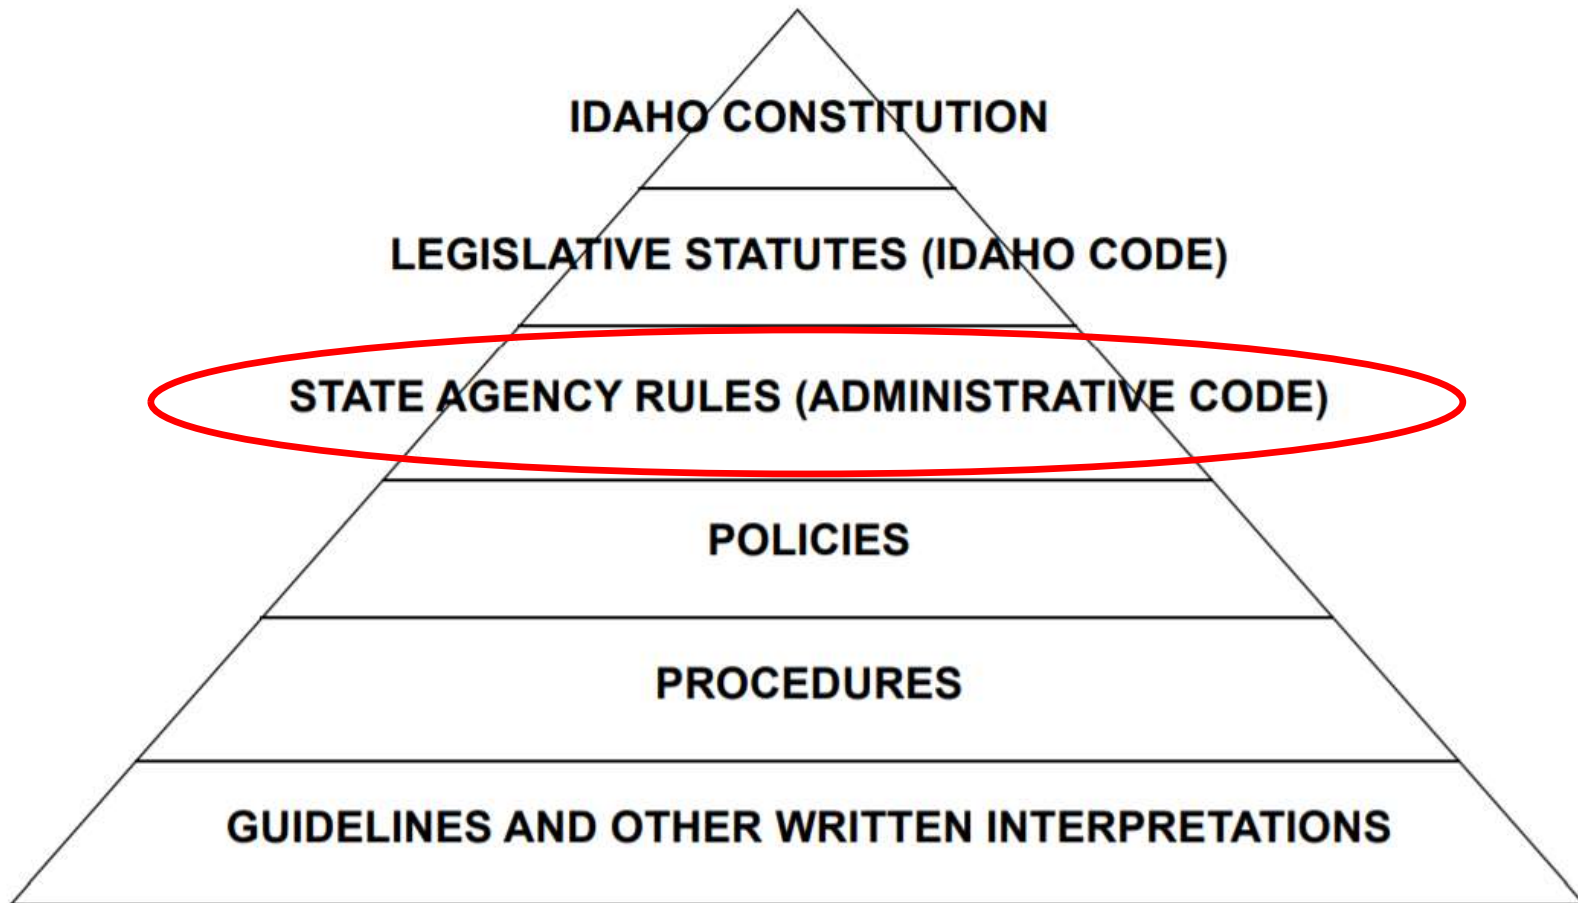 IDAHO CONSTITUTION
LEGISLATIVE STATUTES (IDAHO CODE)
STATE AGENCY RULES (ADMINISTRATIVE CODE)
POLICIES
PROCEDURES
GUIDELINES AND OTHER WRITTEN INTERPRETATIONS